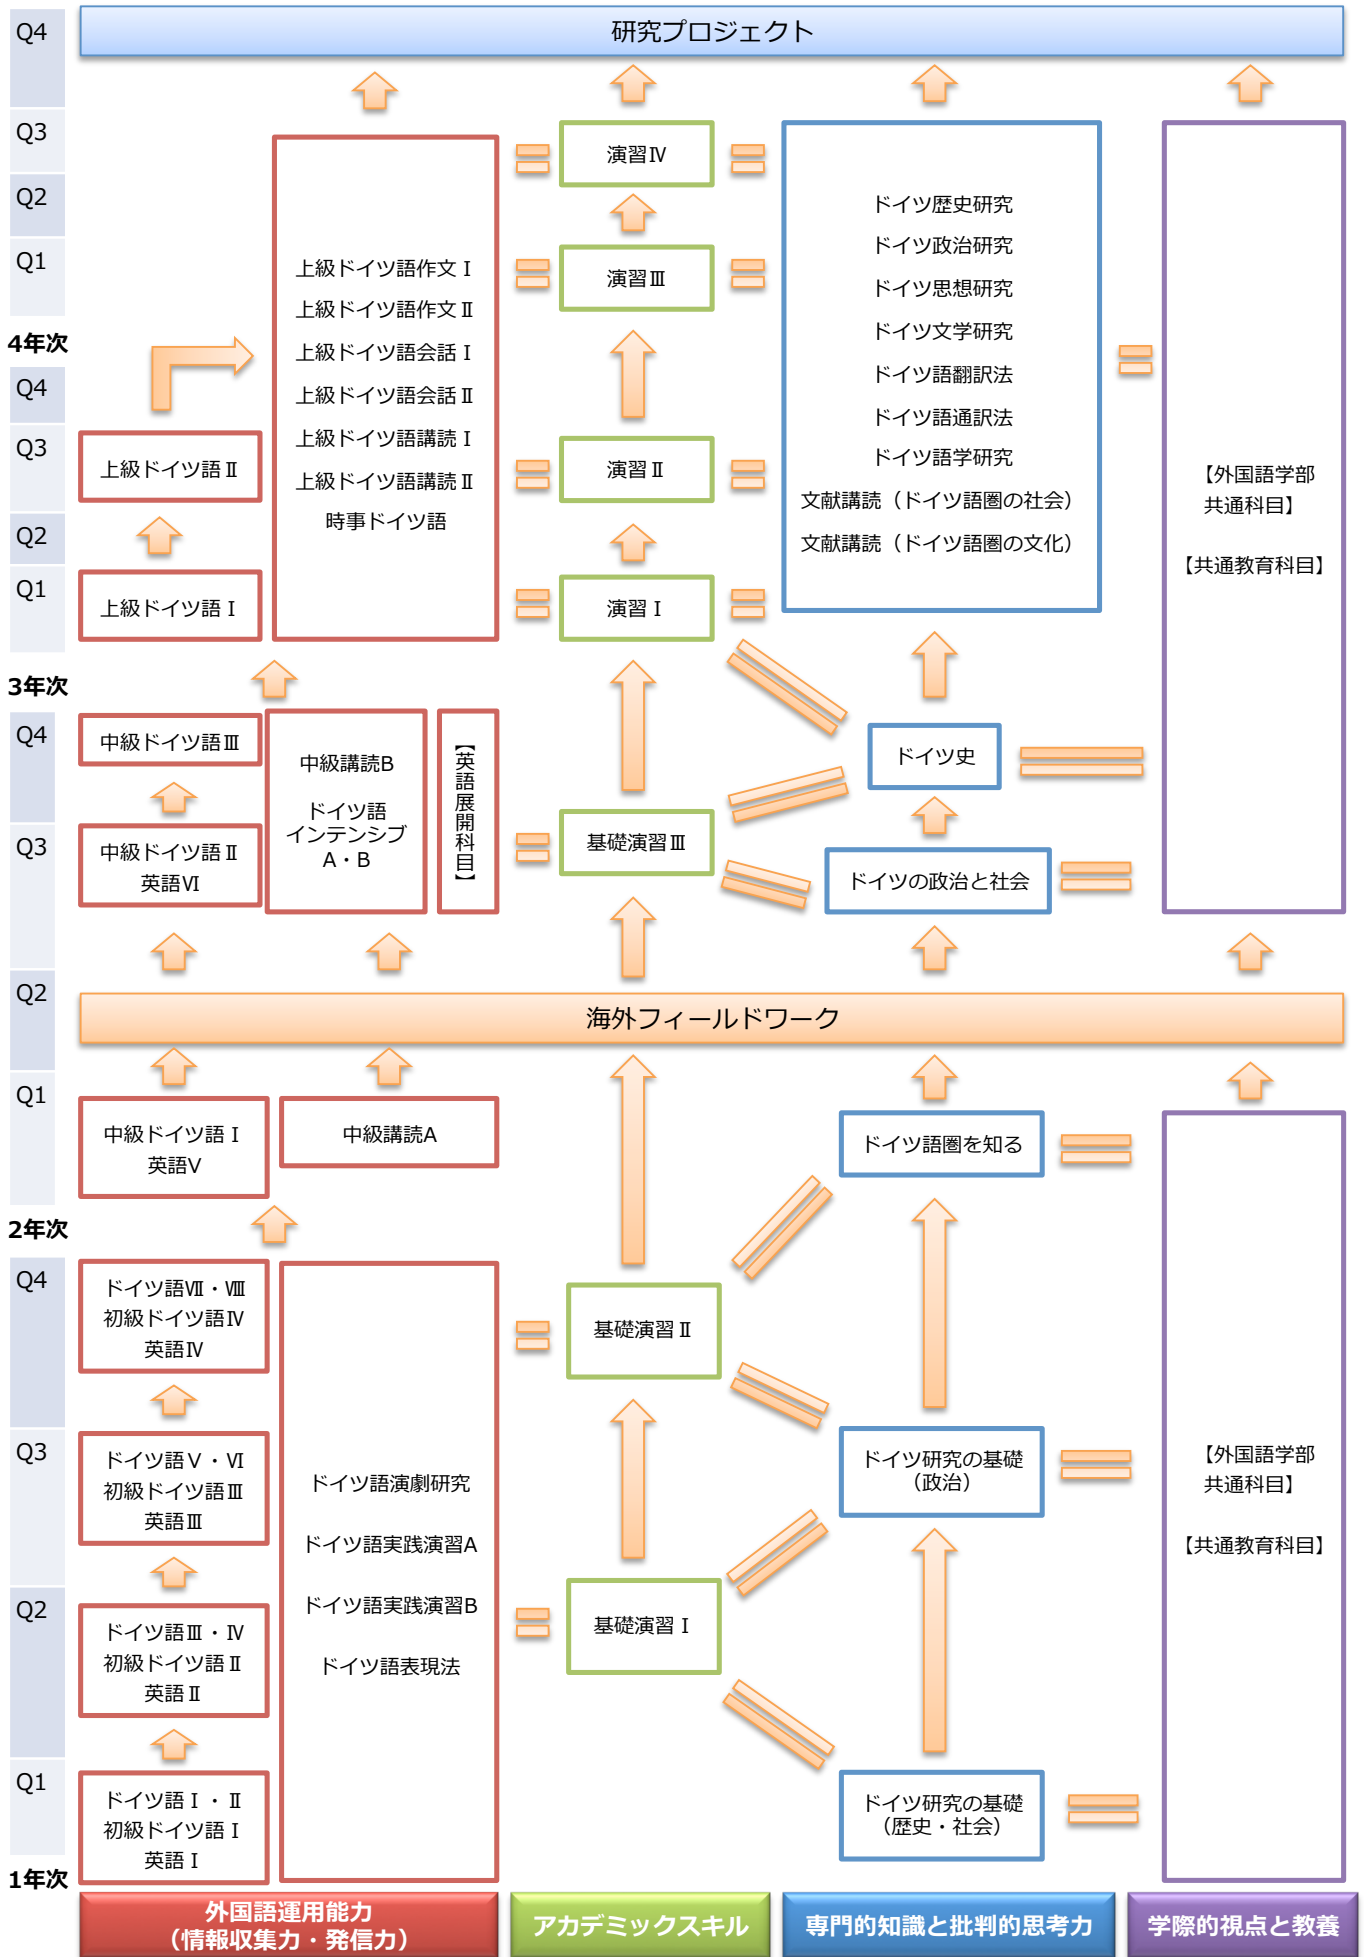 Q4
研究プロジェクト
Q3
演習Ⅳ
Q2
ドイツ歴史研究
Q1
上級ドイツ語作文Ⅰ
演習Ⅲ
ドイツ政治研究
上級ドイツ語作文Ⅱ
ドイツ思想研究
4年次
上級ドイツ語会話Ⅰ
ドイツ文学研究
Q4
上級ドイツ語会話Ⅱ
ドイツ語翻訳法
Q3
上級ドイツ語Ⅱ
上級ドイツ語講読Ⅰ
上級ドイツ語講読Ⅱ
時事ドイツ語
演習Ⅱ
ドイツ語通訳法
ドイツ語学研究
文献講読(ドイツ語圏の社会)
文献講読(ドイツ語圏の文化)
【外国語学部
共通科目】
【共通教育科目】
Q2
Q1
上級ドイツ語Ⅰ
演習Ⅰ
3年次
Q4
中級ドイツ語Ⅲ
中級講読B
ドイツ語
インテンシブ
A・B
【英語展開科目】
ドイツ史
Q3
中級ドイツ語Ⅱ
英語Ⅵ
基礎演習Ⅲ
ドイツの政治と社会
Q2
海外フィールドワーク
Q1
中級ドイツ語Ⅰ
英語Ⅴ
中級講読A
ドイツ語圏を知る
2年次
Q4
ドイツ語Ⅶ・Ⅷ
初級ドイツ語Ⅳ
英語Ⅳ
基礎演習Ⅱ
Q3
ドイツ語Ⅴ・Ⅵ
初級ドイツ語Ⅲ
英語Ⅲ
ドイツ語演劇研究
ドイツ語実践演習A
ドイツ語実践演習B
ドイツ語表現法
ドイツ研究の基礎
(政治)
【外国語学部
共通科目】
【共通教育科目】
Q2
ドイツ語Ⅲ・Ⅳ
初級ドイツ語Ⅱ
英語Ⅱ
基礎演習Ⅰ
Q1
ドイツ語Ⅰ・Ⅱ
初級ドイツ語Ⅰ
英語Ⅰ
ドイツ研究の基礎
(歴史・社会)
1年次
外国語運用能力
(情報収集力・発信力)
アカデミックスキル
専門的知識と批判的思考力
学際的視点と教養